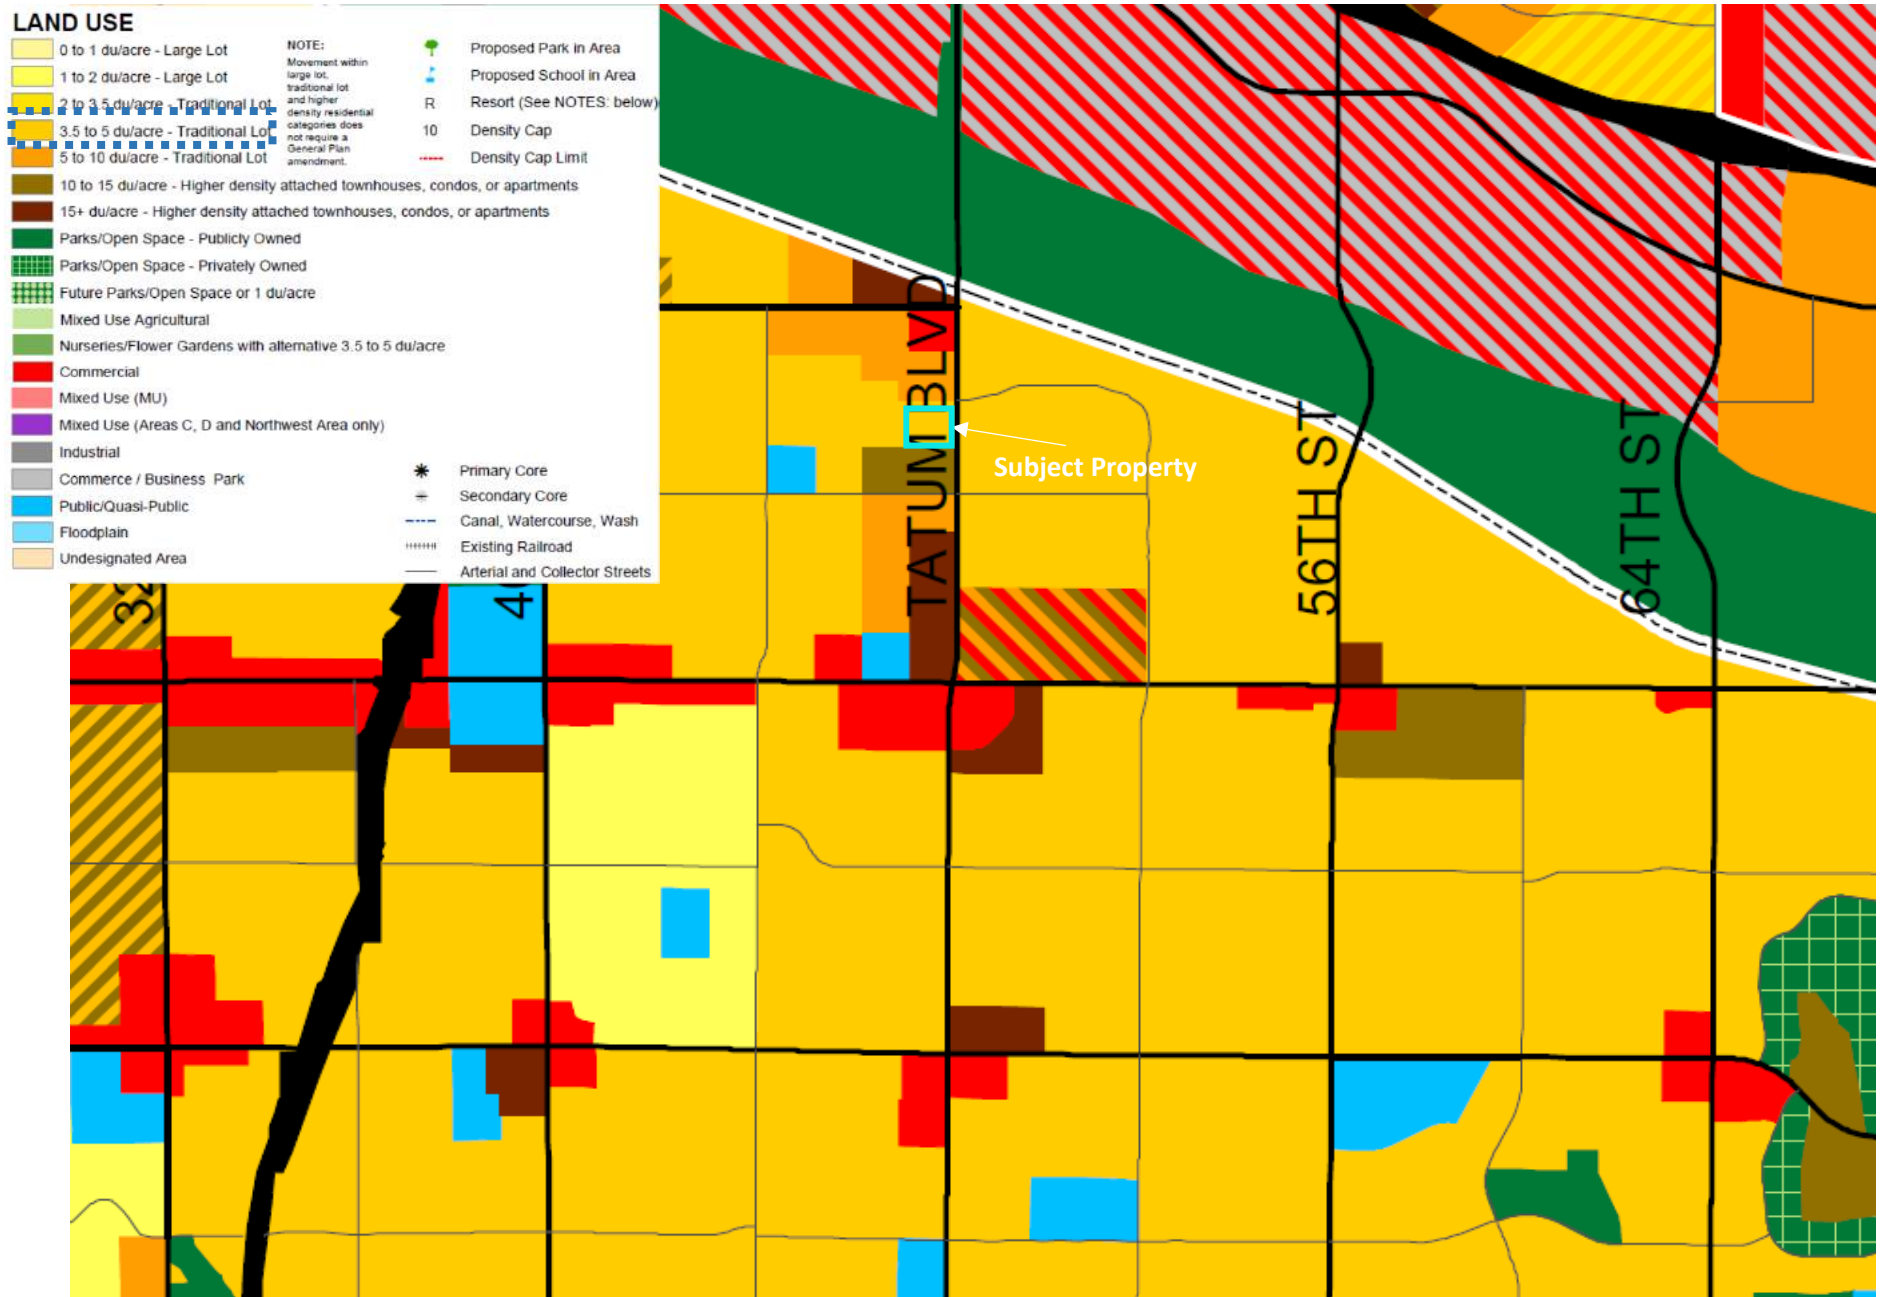 LAND USE
0 to 1 du/acre - Large Lot
1 to 2 du/acre - Large Lot
2 to 3.5 du/acre - Traditional Lot
3.5 to 5 du/acre - Traditional Lot
5 to 10 du/acre - Traditional Lot
10 to 15 du/acre - Higher density attached townhouses, condos, or apartments
15+ du/acre - Higher density attached townhouses, condos, or apartments
Parks/Open Space - Publicly Owned
Parks/Open Space - Privately Owned
Future Parks/Open Space or 1 du/acre
Mixed Use Agricultural
Nurseries/Flower Gardens with alternative 3.5 to 5 du/acre
Commercial
Mixed Use (MU)
Mixed Use (Areas C, D and Northwest Area only)
Industrial
Commerce / Business Park
Public/Quasi-Public
Floodplain
Undesignated Area
NOTE:
Movement within
large lot,
traditional lot
and higher
density residential
categories does
not require a
General Plan
amendment.
Proposed Park in Area
Proposed School in Area
R Resort (See NOTES: below)
10 Density Cap
Density Cap Limit
Primary Core
Secondary Core
Canal, Watercourse, Wash
Existing Railroad
Arterial and Collector Streets
TATUM BLVD
Subject Property
56TH ST
64TH ST
32
40